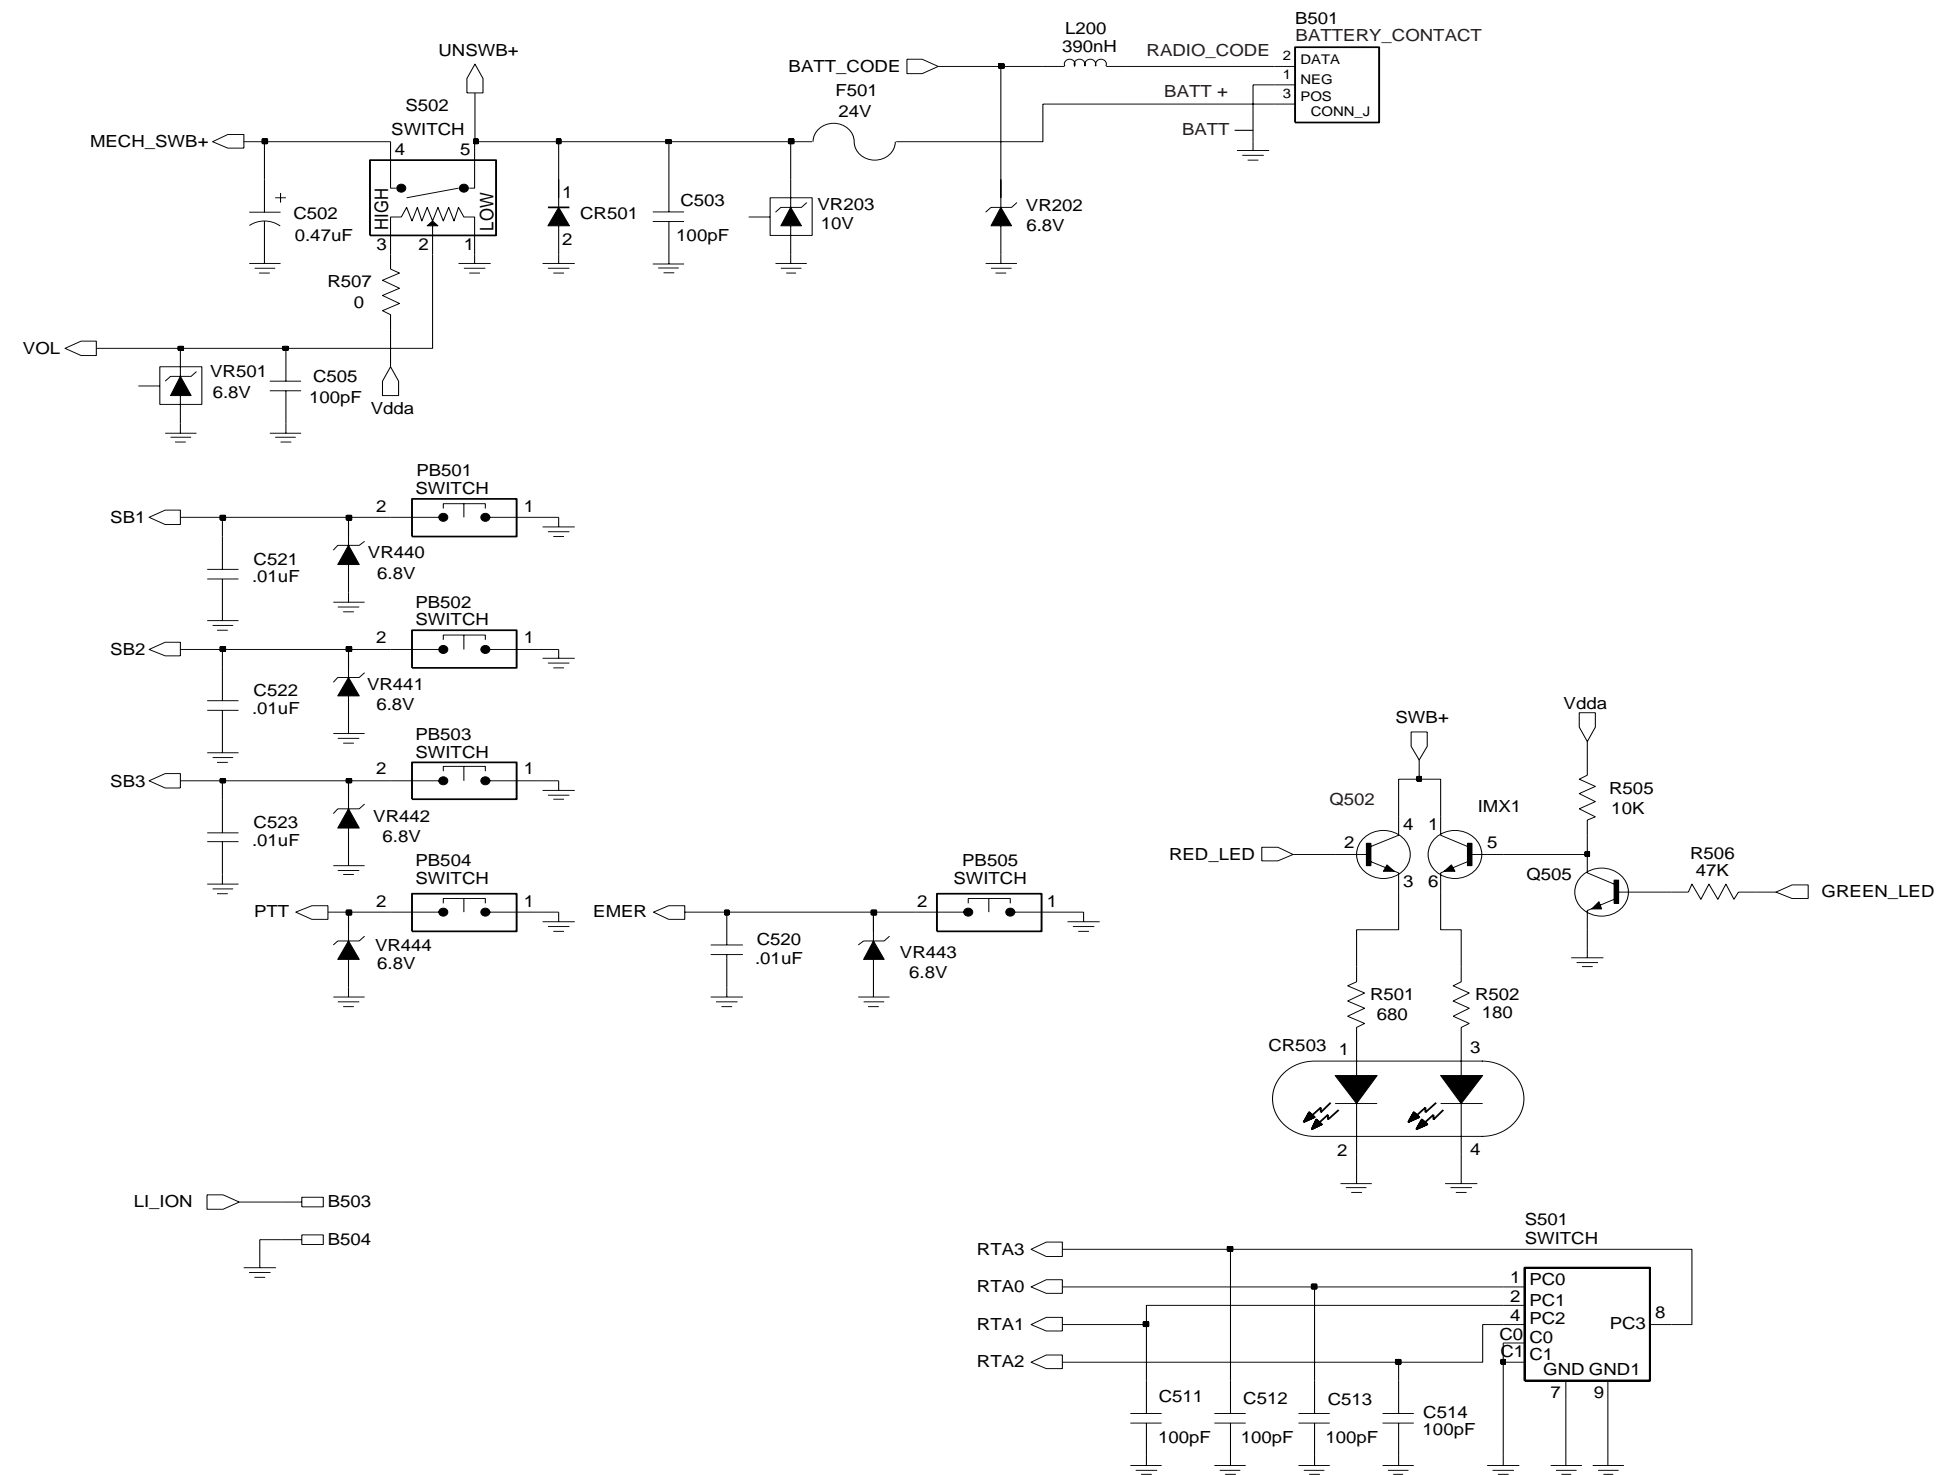 UNSWB+
S502
SWITCH
MECH_SWB+
4
5
HIGH
LOW
3
2
1
+
C502
0.47uF
R507
0
VOL
VR501
6.8V
C505
100pF
Vdda
1
CR501
2
C503
100pF
VR203
10V
F501
24V
BATT_CODE
L200
390nH
RADIO_CODE
BATT +
BATT
B501
BATTERY_CONTACT
2
DATA
1
NEG
3
POS
CONN_J
VR202
6.8V
PB501
SWITCH
SB1
2
1
C521
.01uF
VR440
6.8V
PB502
SWITCH
SB2
2
1
C522
.01uF
VR441
6.8V
PB503
SWITCH
SB3
2
1
C523
.01uF
VR442
6.8V
PB504
SWITCH
PTT
2
1
VR444
6.8V
PB505
SWITCH
EMER
2
1
C520
.01uF
VR443
6.8V
SWB+
Vdda
Q502
IMX1
R505
10K
RED_LED
2
4
3
1
5
6
Q505
R506
47K
GREEN_LED
R501
680
R502
180
CR503
1
3
2
4
LI_ION
B503
B504
S501
SWITCH
RTA3
RTA0
RTA1
RTA2
1
PC0
2
PC1
4
PC2
C0
C0
C1
C1
PC3
8
GND
GND1
7
9
C511
100pF
C512
100pF
C513
100pF
C514
100pF